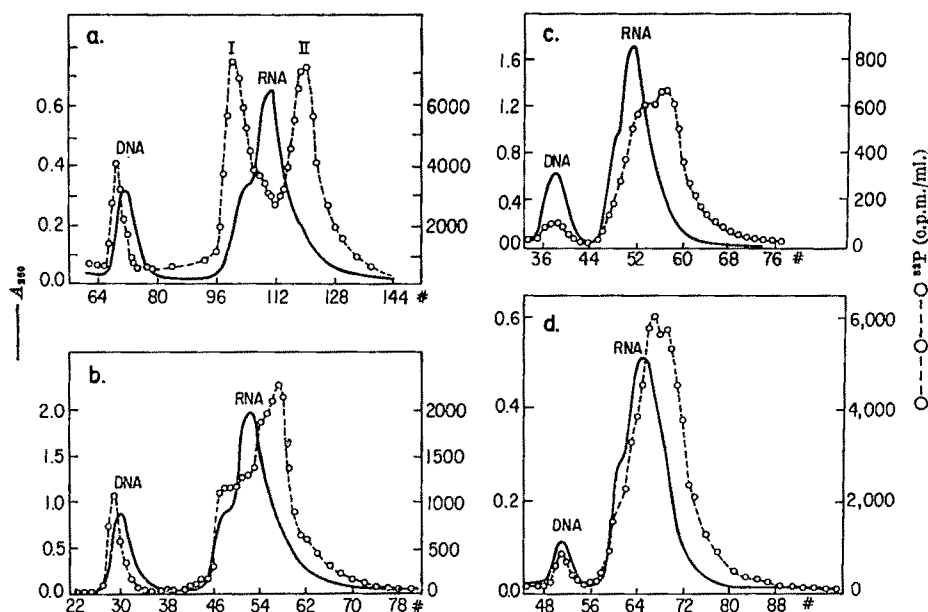 a.
I
II
RNA
DNA
0.6
0.4
0.2
0.0
6000
4000
2000
64 80 96 112 128 144 #
b.
RNA
DNA
2.0
1.5
1.0
0.5
0.0
2000
1500
1000
500
0
22 30 38 46 54 62 70 78 #
c.
RNA
DNA
1.6
1.2
0.8
0.4
0.0
800
600
400
200
0
36 44 52 60 68 76 #
d.
RNA
DNA
0.6
0.4
0.2
0.0
6,000
4,000
2,000
0
48 56 64 72 80 88 #
A260
32P (c.p.m./ml.)